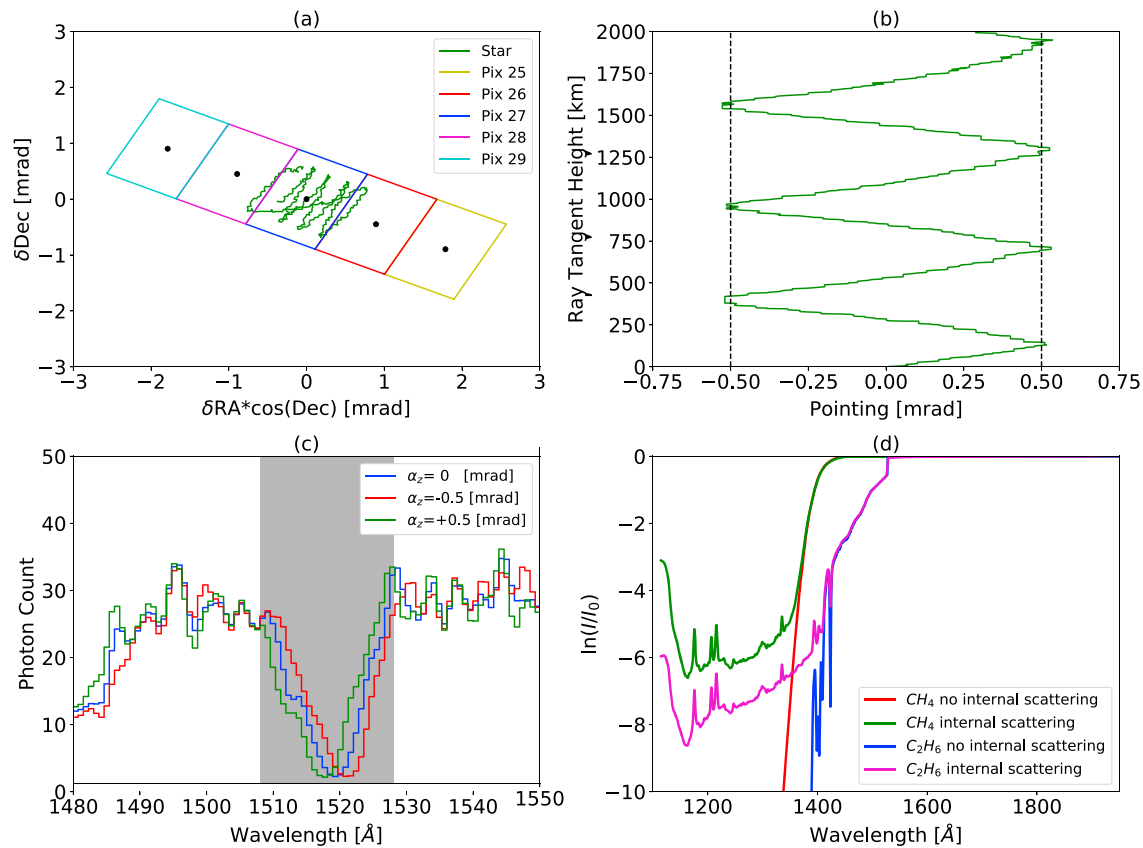 (a)
3
2
1
0
−1
−2
−3
−3
−2
−1
0
1
2
3
δDec [mrad]
δRA*cos(Dec) [mrad]
Star
Pix 25
Pix 26
Pix 27
Pix 28
Pix 29
(b)
2000
1750
1500
1250
1000
750
500
250
0
−0.75
−0.50
−0.25
0.00
0.25
0.50
0.75
Ray Tangent Height [km]
Pointing [mrad]
(c)
50
40
30
20
10
0
1480
1490
1500
1510
1520
1530
1540
1550
Photon Count
Wavelength [Å]
α_z= 0 [mrad]
α_z=-0.5 [mrad]
α_z=+0.5 [mrad]
(d)
0
−2
−4
−6
−8
−10
1200
1400
1600
1800
ln(I/I₀)
Wavelength [Å]
CH₄ no internal scattering
CH₄ internal scattering
C₂H₆ no internal scattering
C₂H₆ internal scattering